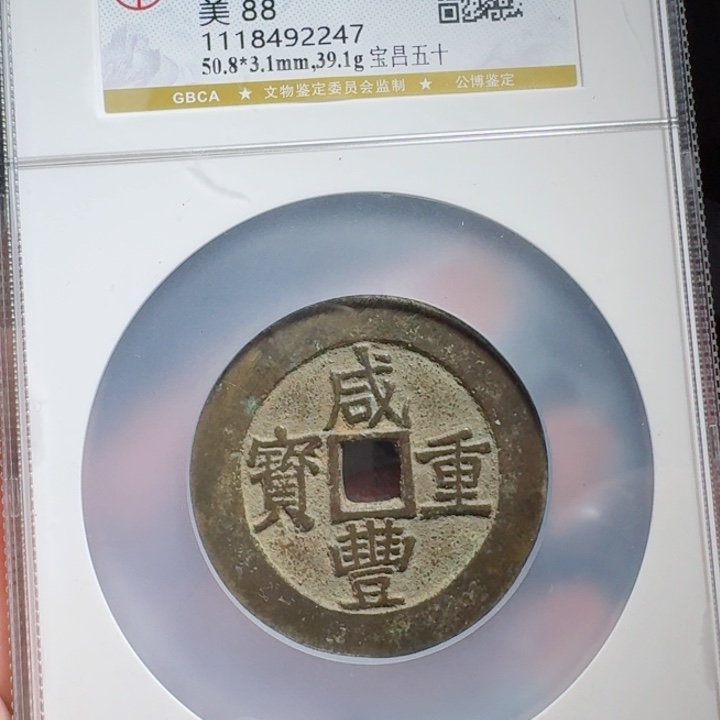 美 88
1118492247
50.8*3.1mm,39.1g 宝昌五十
GBCA ★ 文物鉴定委员会监制 ★ 公博鉴定
咸
寶 重
豐